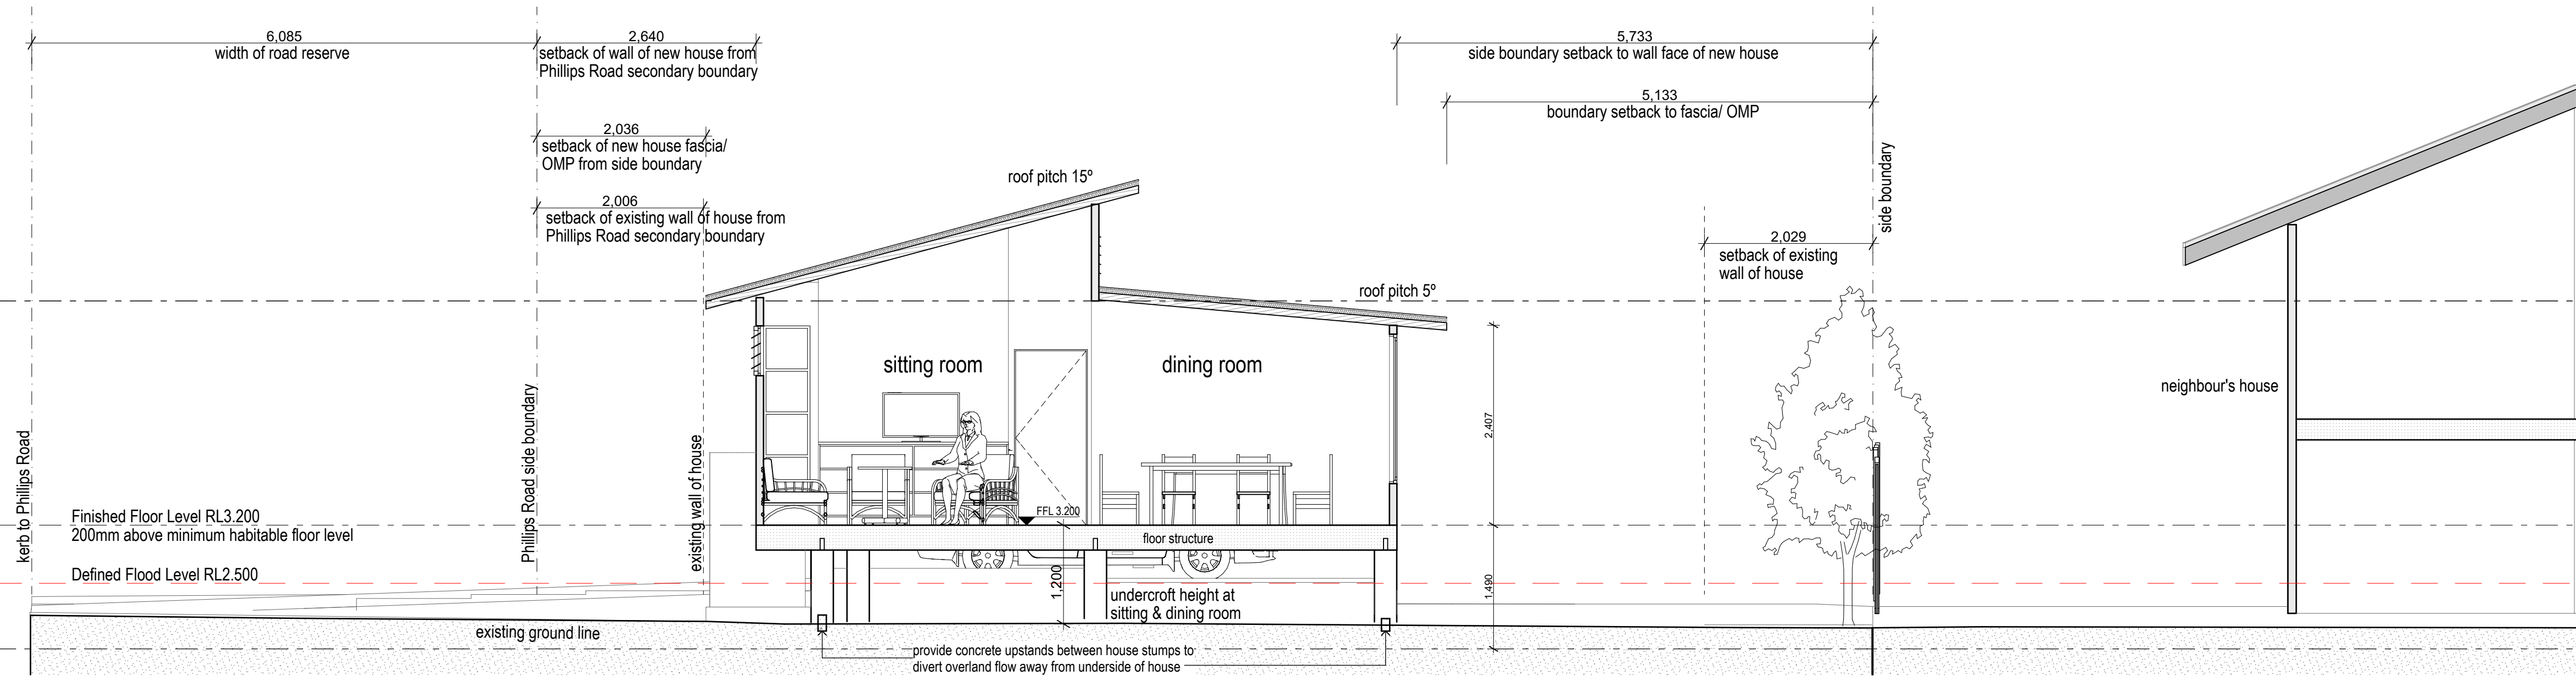 6,085
width of road reserve
2,640
setback of wall of new house from
Phillips Road secondary boundary
5,733
side boundary setback to wall face of new house
5,133
boundary setback to fascia/ OMP
2,036
setback of new house fascia/
OMP from side boundary
2,006
setback of existing wall of house from
Phillips Road secondary boundary
roof pitch 15º
roof pitch 5º
side boundary
2,029
setback of existing
wall of house
sitting room
dining room
neighbour's house
2,407
kerb to Phillips Road
Phillips Road side boundary
existing wall of house
Finished Floor Level RL3.200
200mm above minimum habitable floor level
FFL 3.200
floor structure
Defined Flood Level RL2.500
1,200
undercroft height at
sitting & dining room
1,490
existing ground line
provide concrete upstands between house stumps to
divert overland flow away from underside of house